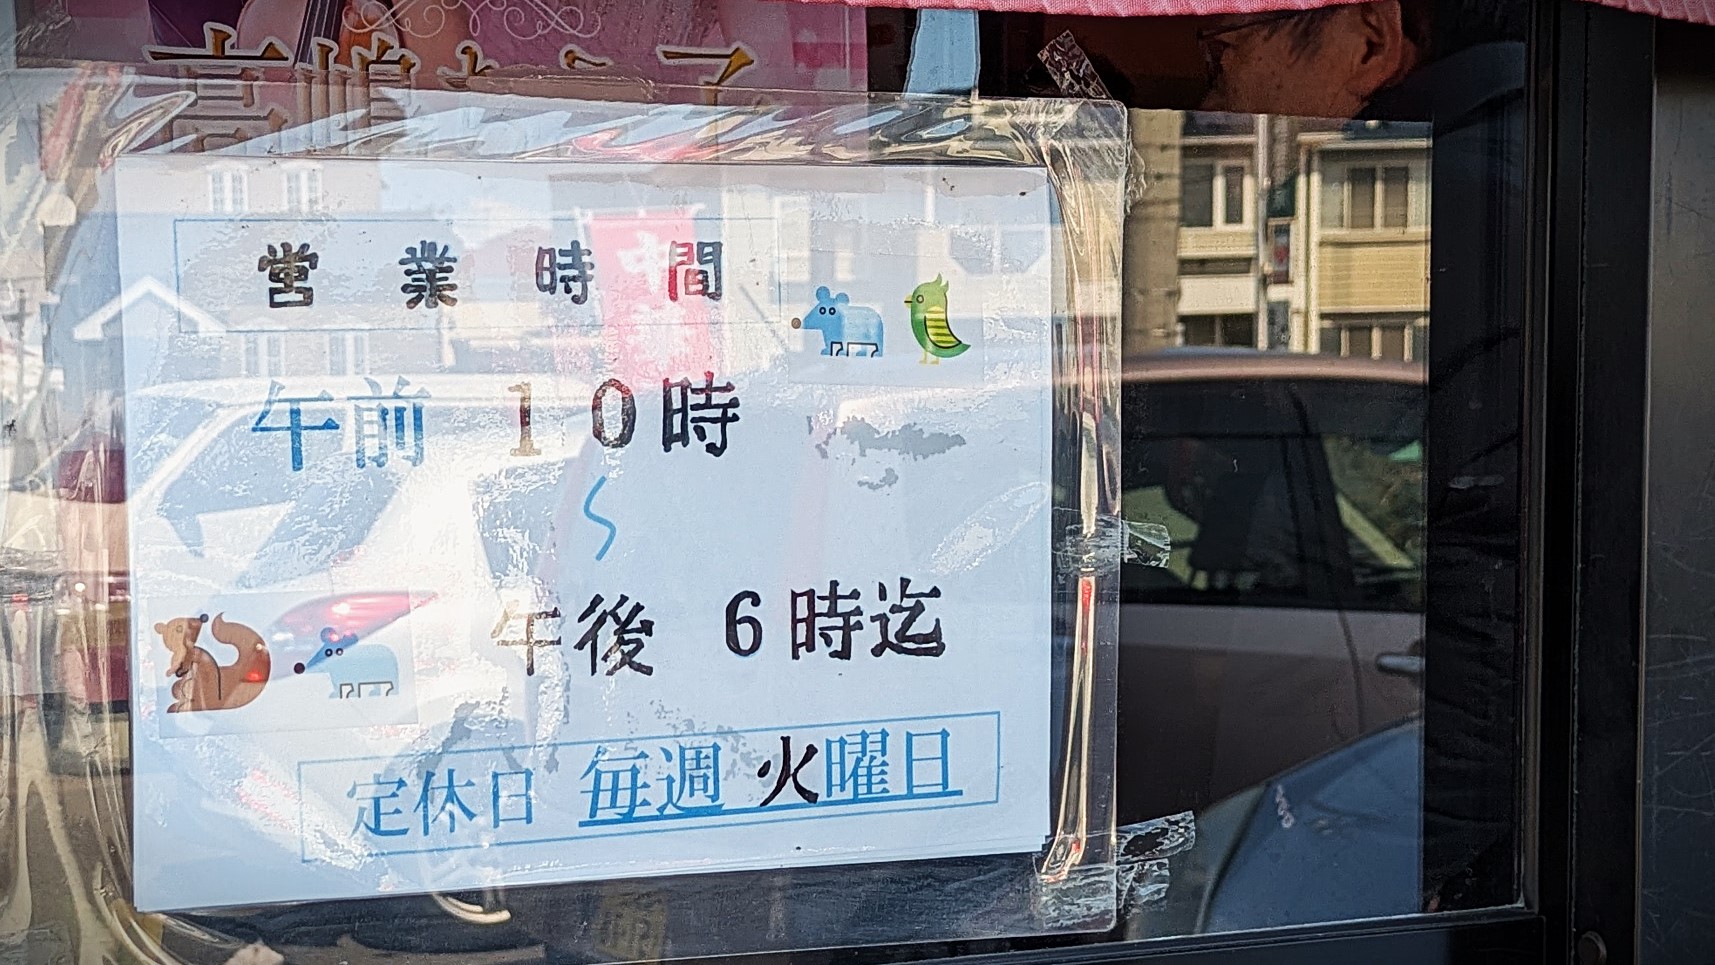 営業時間
午前 10時
～
午後 6時迄
定休日 毎週 火曜日